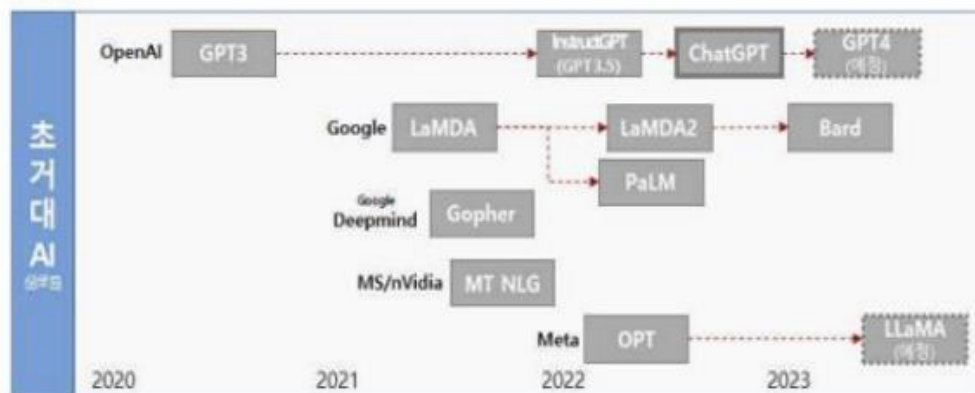 초
거
대
AI
OpenAI
GPT3
InstructGPT
(GPT3.5)
ChatGPT
GPT4
(예정)
Google
LaMDA
LaMDA2
Bard
PaLM
Google
Deepmind
Gopher
MS/nVidia
MT NLG
Meta
OPT
LLaMA
(예정)
2020
2021
2022
2023